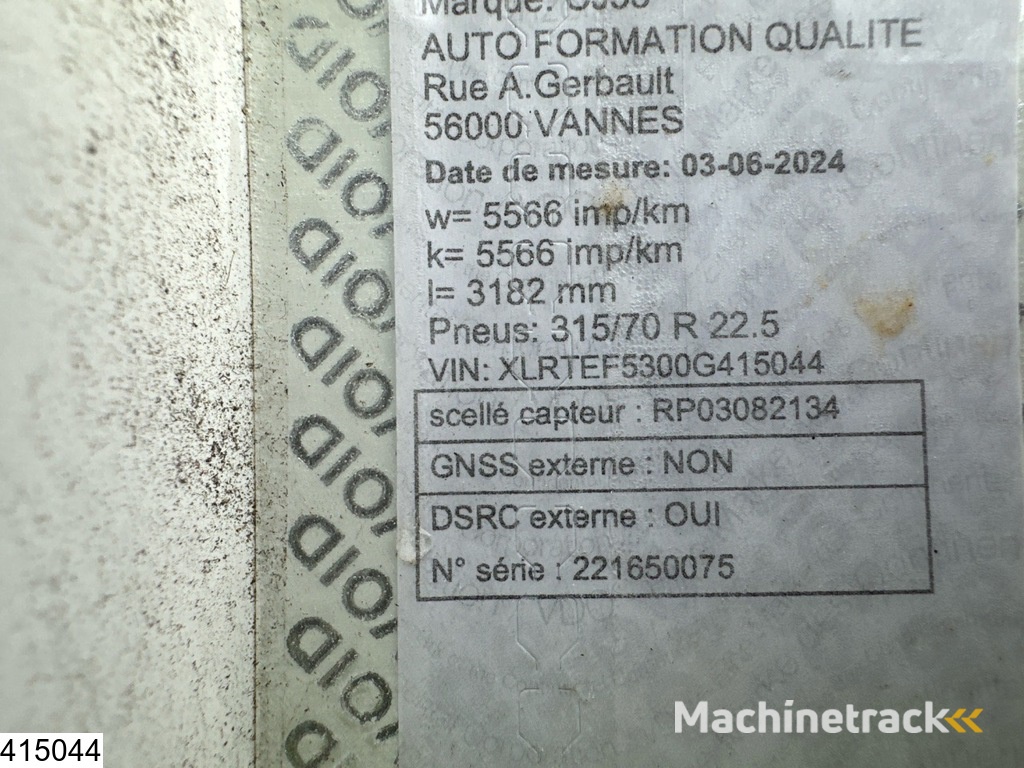 Marque:
AUTO FORMATION QUALITE
Rue A.Gerbault
56000 VANNES
Date de mesure: 03-06-2024
w= 5566 imp/km
k= 5566 imp/km
l= 3182 mm
Pneus: 315/70 R 22.5
VIN: XLRTEF5300G415044
scellé capteur : RP03082134
GNSS externe : NON
DSRC externe : OUI
N° série : 221650075
VDO
Machinetrack
415044